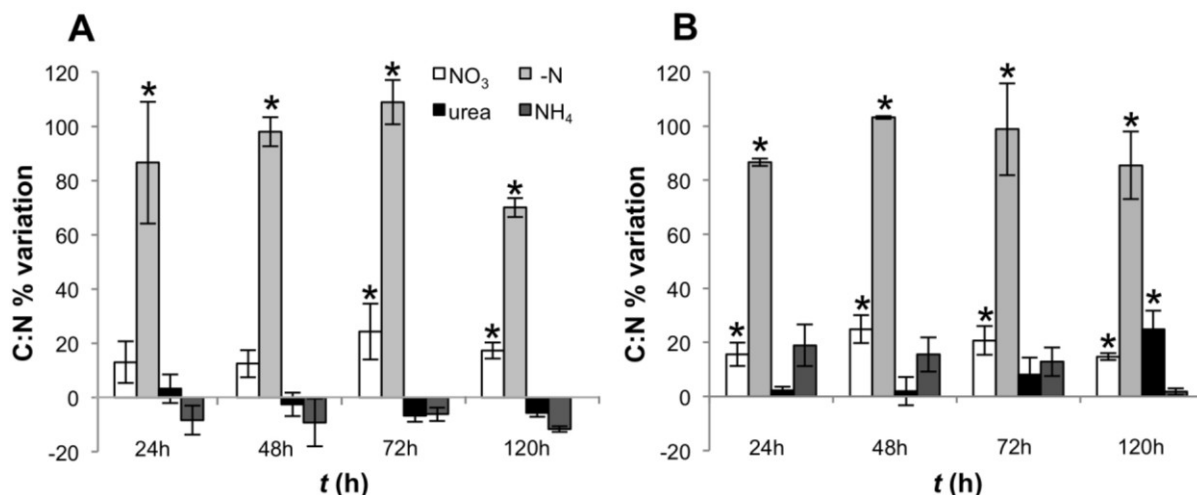 A
C:N % variation
120
100
80
60
40
20
0
-20
* * * * * *
NO3 -N
urea NH4
24h 48h 72h 120h
t (h)
B
C:N % variation
120
100
80
60
40
20
0
-20
* * * * * * * * *
24h 48h 72h 120h
t (h)